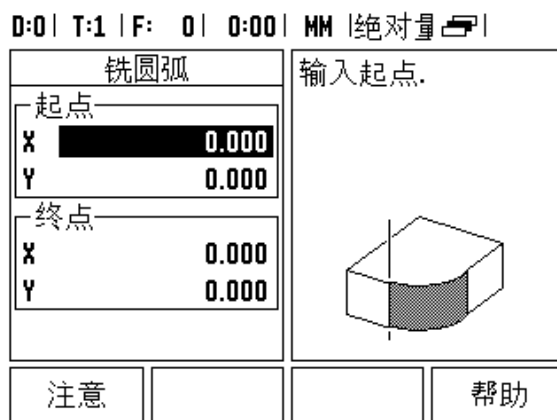 D:0| T:1 |F: 0| 0:00| MM |绝对量|
铣圆弧
输入起点.
起点
X 0.000
Y 0.000
终点
X 0.000
Y 0.000
注意
帮助